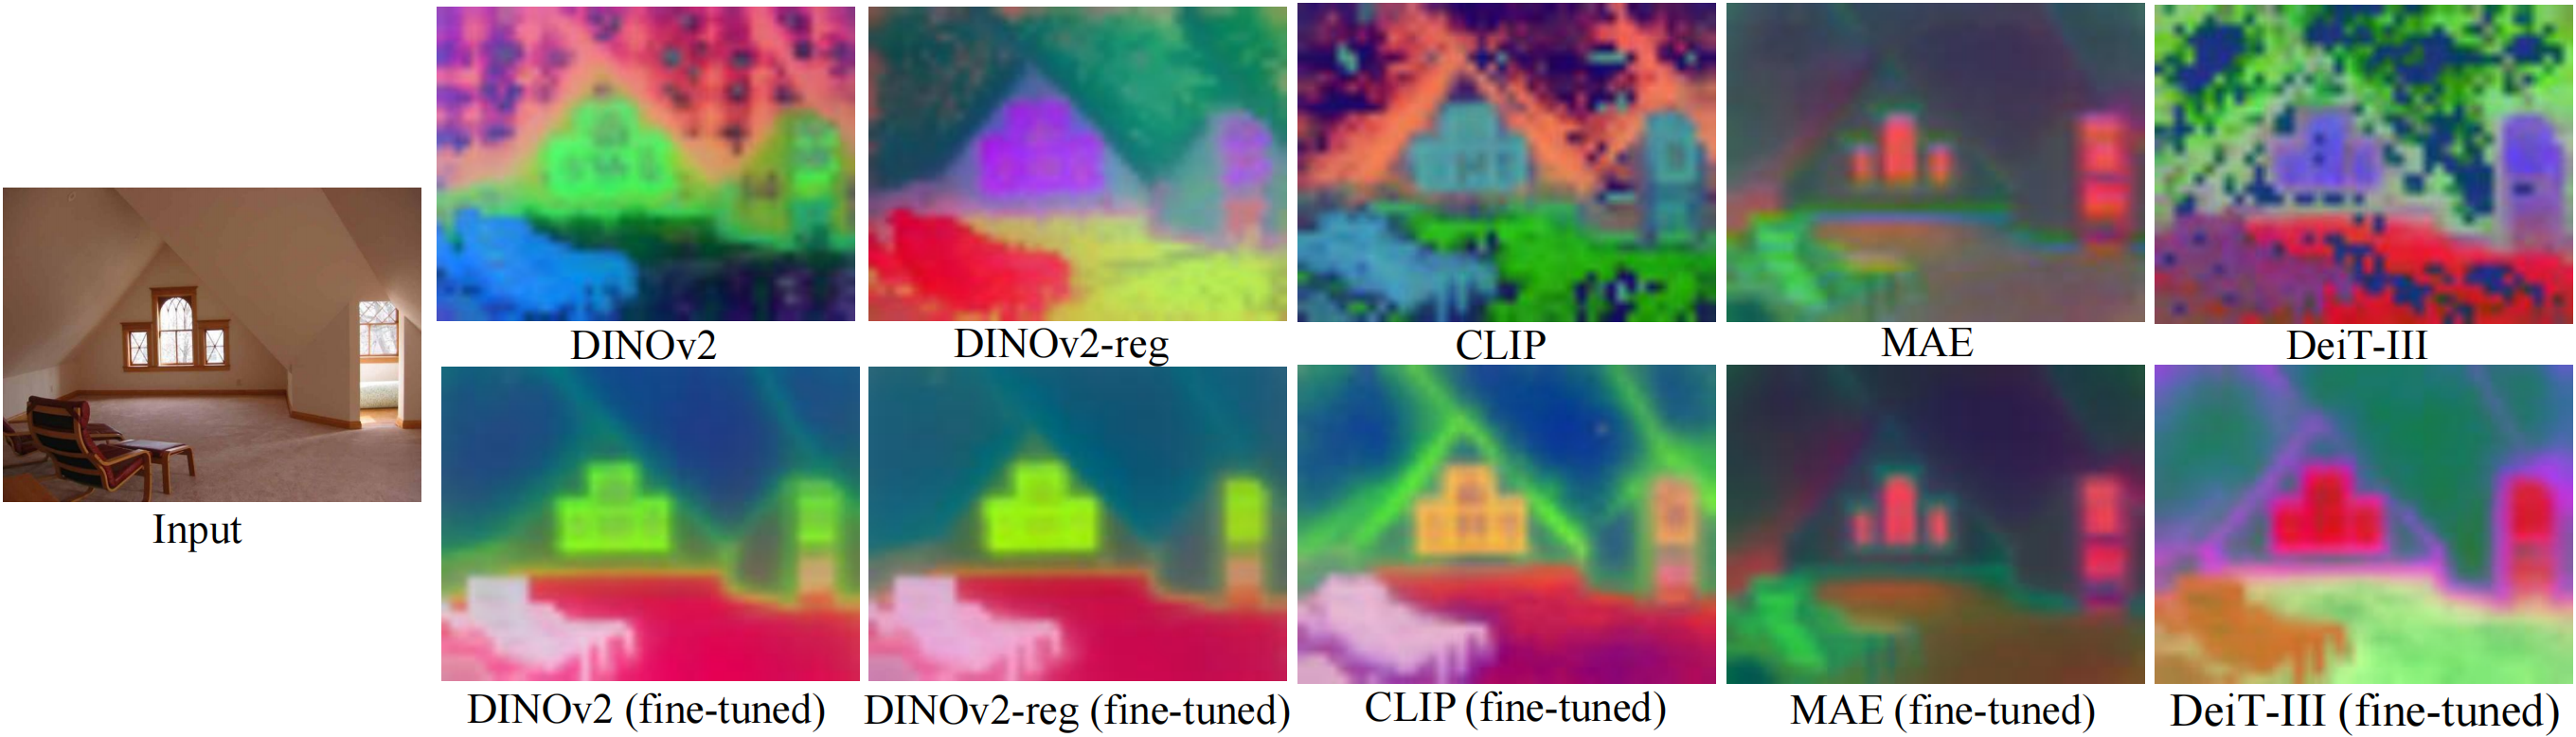 Input
DINOv2
DINOv2-reg
CLIP
MAE
DeiT-III
DINOv2 (fine-tuned)
DINOv2-reg (fine-tuned)
CLIP (fine-tuned)
MAE (fine-tuned)
DeiT-III (fine-tuned)